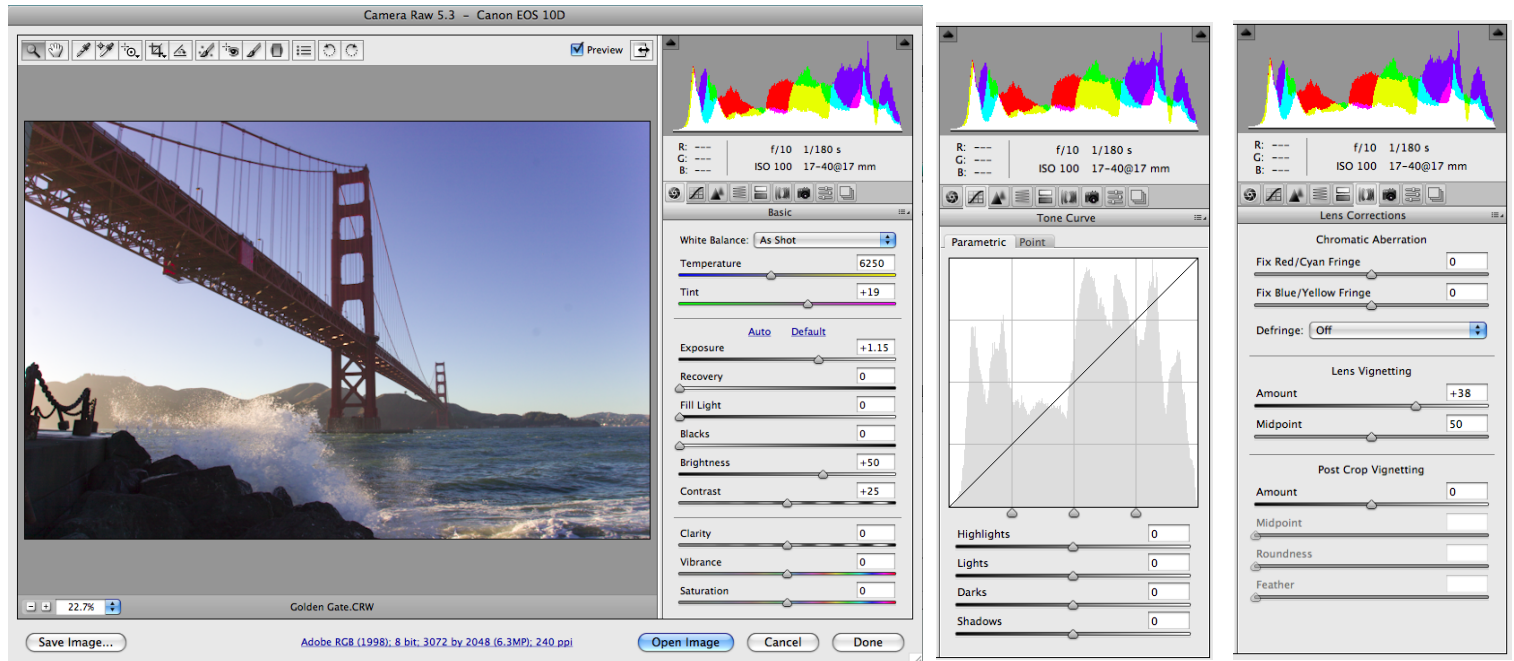 Camera Raw 5.3 – Canon EOS 10D
Preview
R: ---
G: ---
B: ---
f/10 1/180 s
ISO 100 17-40@17 mm
Basic
White Balance: As Shot
Temperature 6250
Tint +19
Auto Default
Exposure +1.15
Recovery 0
Fill Light 0
Blacks 0
Brightness +50
Contrast +25
Clarity 0
Vibrance 0
Saturation 0
22.7%
Golden Gate.CRW
Save Image...
Adobe RGB (1998); 8 bit; 3072 by 2048 (6.3MP); 240 ppi
Open Image
Cancel
Done
R: ---
G: ---
B: ---
f/10 1/180 s
ISO 100 17-40@17 mm
Tone Curve
Parametric Point
Highlights 0
Lights 0
Darks 0
Shadows 0
R: ---
G: ---
B: ---
f/10 1/180 s
ISO 100 17-40@17 mm
Lens Corrections
Chromatic Aberration
Fix Red/Cyan Fringe 0
Fix Blue/Yellow Fringe 0
Defringe: Off
Lens Vignetting
Amount +38
Midpoint 50
Post Crop Vignetting
Amount 0
Midpoint
Roundness
Feather